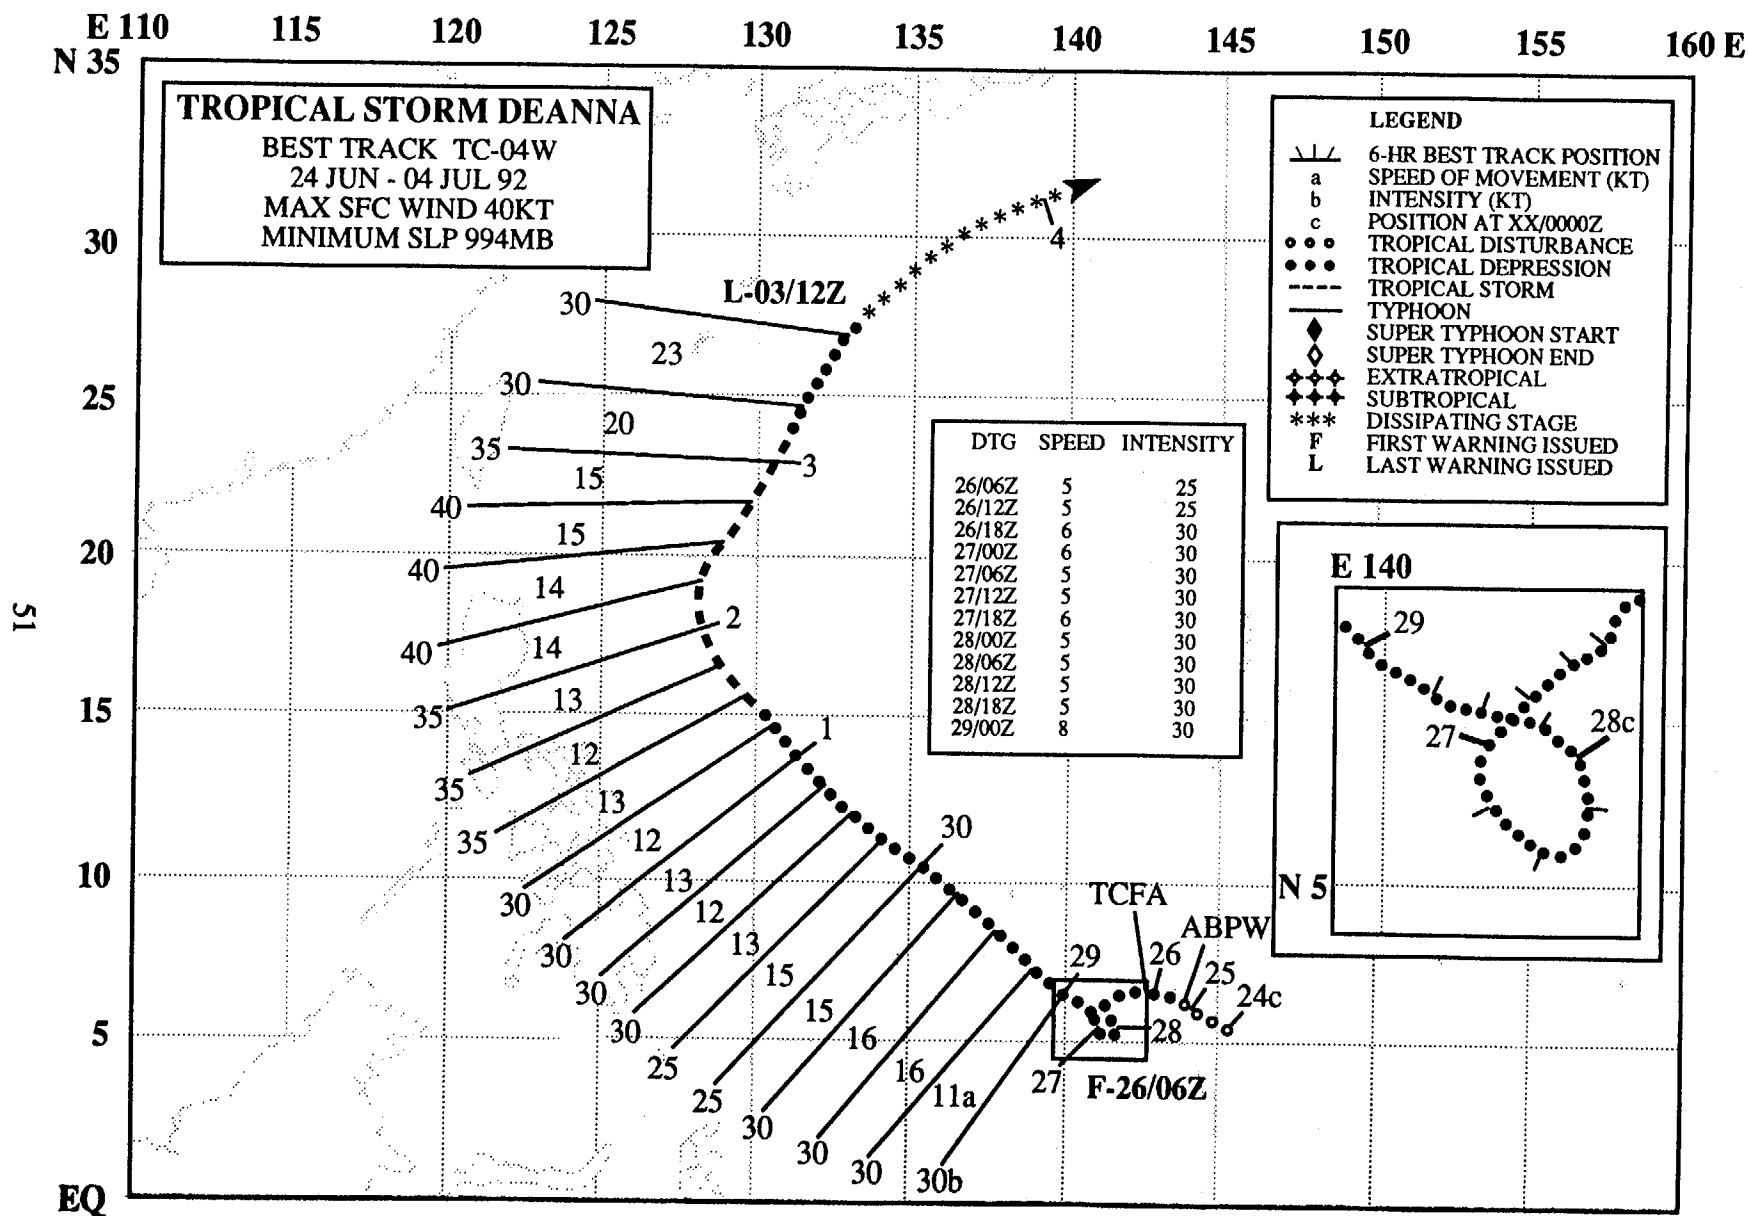 E 110 115 120 125 130 135 140 145 150 155 160 E
N 35
30
25
20
15
10
5
EQ
51
TROPICAL STORM DEANNA
BEST TRACK TC-04W
24 JUN - 04 JUL 92
MAX SFC WIND 40KT
MINIMUM SLP 994MB
LEGEND
6-HR BEST TRACK POSITION
a SPEED OF MOVEMENT (KT)
b INTENSITY (KT)
c POSITION AT XX/0000Z
TROPICAL DISTURBANCE
TROPICAL DEPRESSION
TROPICAL STORM
TYPHOON
SUPER TYPHOON START
SUPER TYPHOON END
EXTRATROPICAL
SUBTROPICAL
*** DISSIPATING STAGE
F FIRST WARNING ISSUED
L LAST WARNING ISSUED
4
L-03/12Z
30
23
30
20
35
3
15
40
15
40
14
40
2
14
35
13
35
12
35
1
13
30
12
30
13
30
12
30
13
25
30
15
25
15
30
16
30
16
30
11a
30b
DTG SPEED INTENSITY
26/06Z 5 25
26/12Z 5 25
26/18Z 6 30
27/00Z 6 30
27/06Z 5 30
27/12Z 5 30
27/18Z 6 30
28/00Z 5 30
28/06Z 5 30
28/12Z 5 30
28/18Z 5 30
29/00Z 8 30
E 140
29
27
28c
N 5
TCFA
ABPW
29
26
25
24c
28
27
F-26/06Z